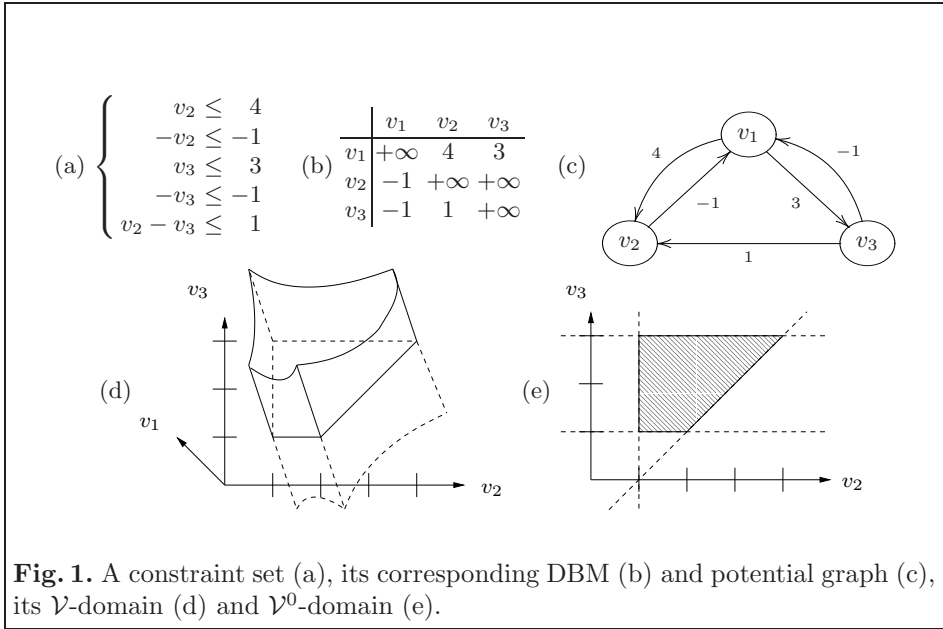 (a)
v₂ ≤ 4
−v₂ ≤ −1
v₃ ≤ 3
−v₃ ≤ −1
v₂ − v₃ ≤ 1
(b)
v₁ v₂ v₃
v₁ +∞ 4 3
v₂ −1 +∞ +∞
v₃ −1 1 +∞
(c)
v₁
4 −1
−1 3
v₂ v₃
1
(d)
v₃
v₁
v₂
(e)
v₃
v₂
Fig. 1. A constraint set (a), its corresponding DBM (b) and potential graph (c),
its 𝒱-domain (d) and 𝒱⁰-domain (e).